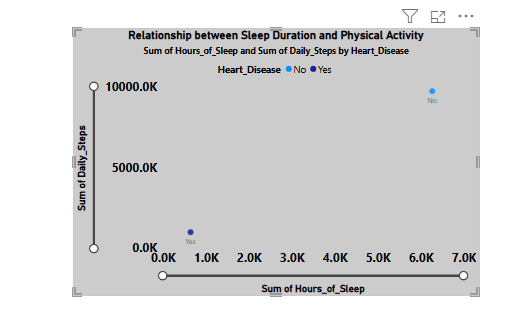 Relationship between Sleep Duration and Physical Activity
Sum of Hours_of_Sleep and Sum of Daily_Steps by Heart_Disease
Heart_Disease No Yes
10000.0K
No
Sum of Daily_Steps
5000.0K
Yes
0.0K
0.0K 1.0K 2.0K 3.0K 4.0K 5.0K 6.0K 7.0K
Sum of Hours_of_Sleep